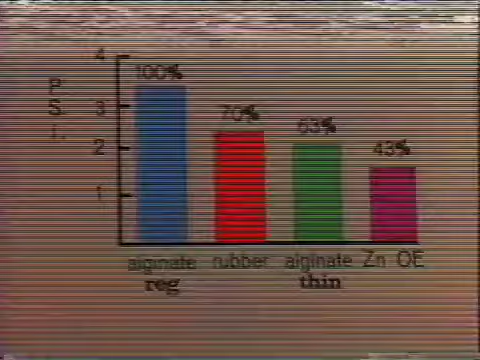 4
100%
P
S.
I.
3
70%
63%
2
43%
1
alginate rubber alginate Zn OE
reg thin